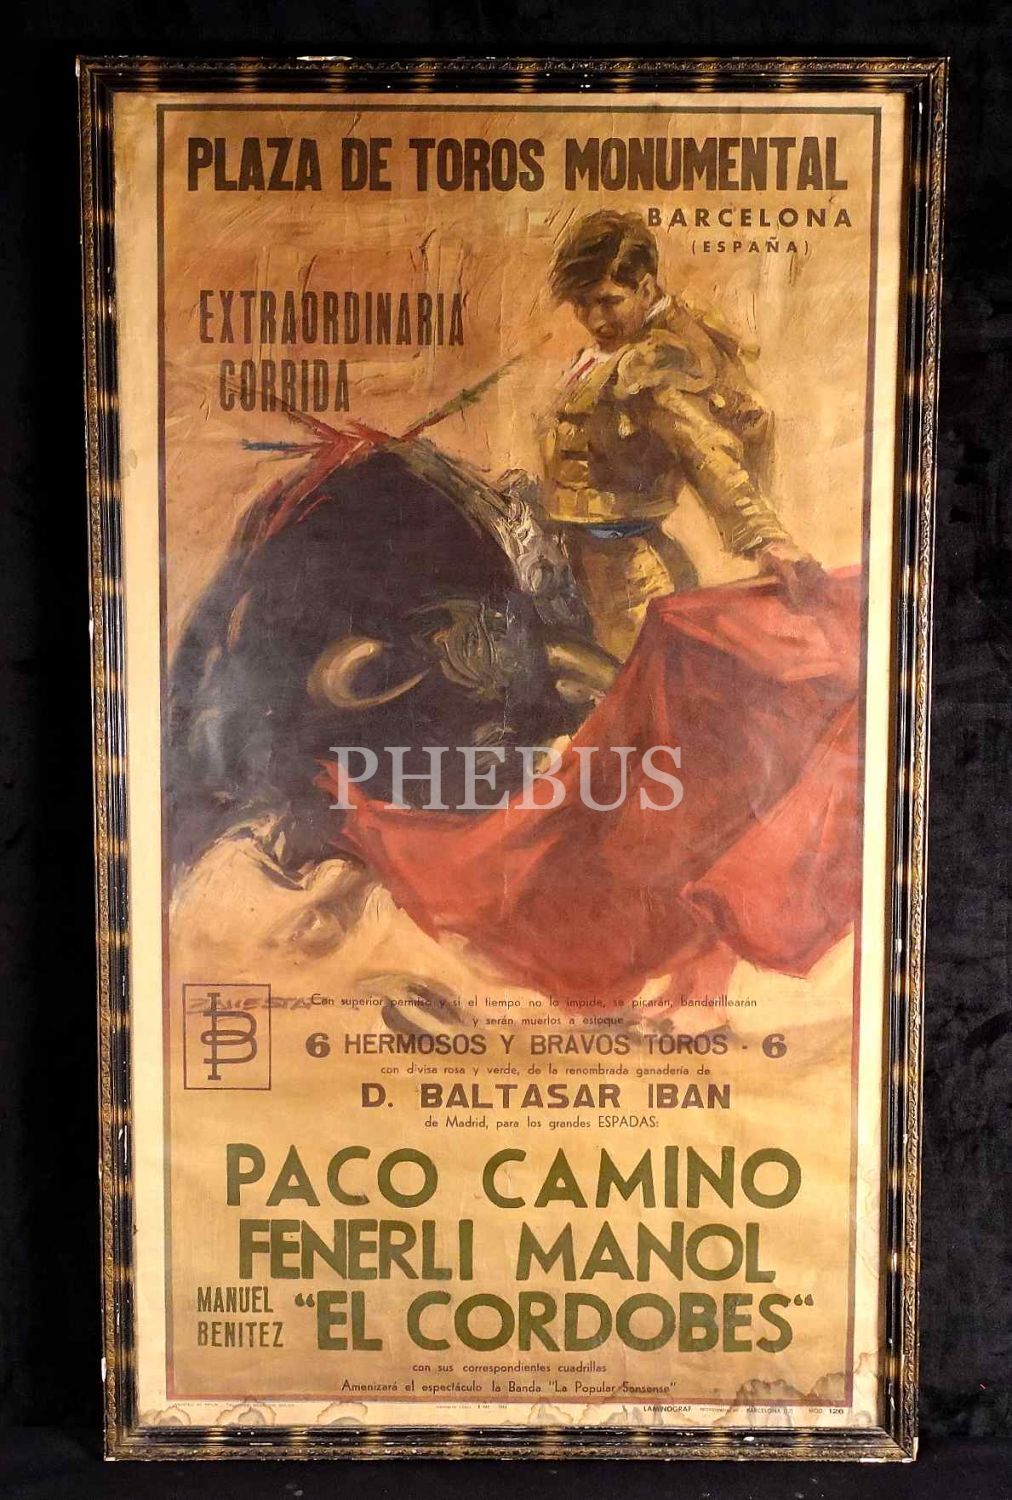 PLAZA DE TOROS MONUMENTAL
BARCELONA
(ESPAÑA)
EXTRAORDINARIA
CORRIDA
PHEBUS
Con superior permiso y si el tiempo no lo impide, se picarán, banderillearán
y serán muertos a estoque
6 HERMOSOS Y BRAVOS TOROS - 6
con divisa rosa y verde, de la renombrada ganadería de
D. BALTASAR IBAN
de Madrid, para los grandes ESPADAS:
PACO CAMINO
FENERLI MANOL
MANUEL BENITEZ "EL CORDOBES"
con sus correspondientes cuadrillas
Amenizará el espectáculo la Banda "La Popular Sansense"
LAMINOGRAF BARCELONA MOD. 126